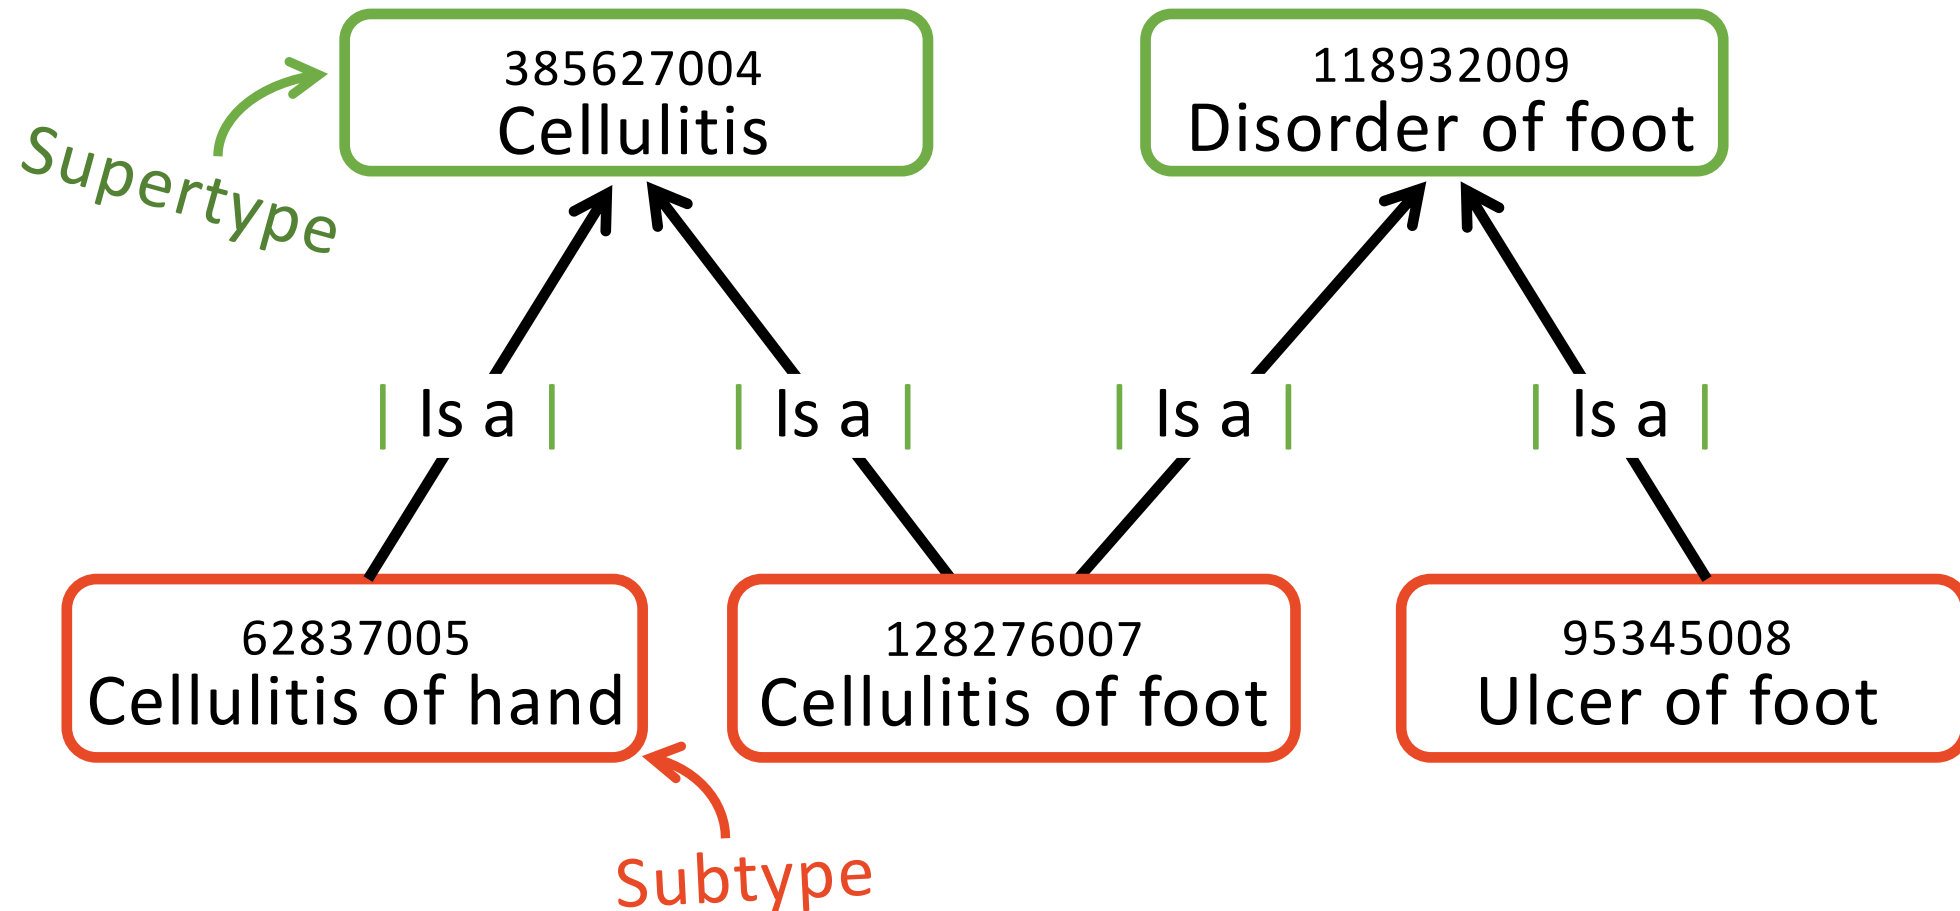 385627004
Cellulitis
118932009
Disorder of foot
Supertype
| Is a |
| Is a |
| Is a |
| Is a |
62837005
Cellulitis of hand
128276007
Cellulitis of foot
95345008
Ulcer of foot
Subtype